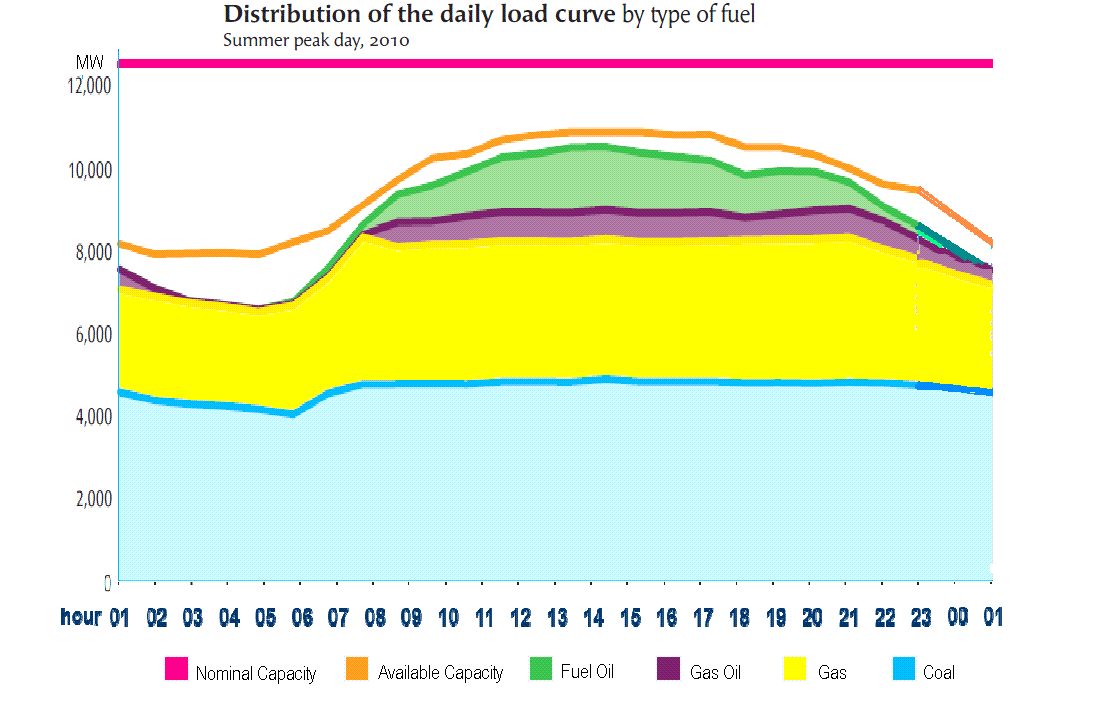 Distribution of the daily load curve by type of fuel
Summer peak day, 2010
MW
12,000
10,000
8,000
6,000
4,000
2,000
0
hour 01 02 03 04 05 06 07 08 09 10 11 12 13 14 15 16 17 18 19 20 21 22 23 00 01
Nominal Capacity Available Capacity Fuel Oil Gas Oil Gas Coal